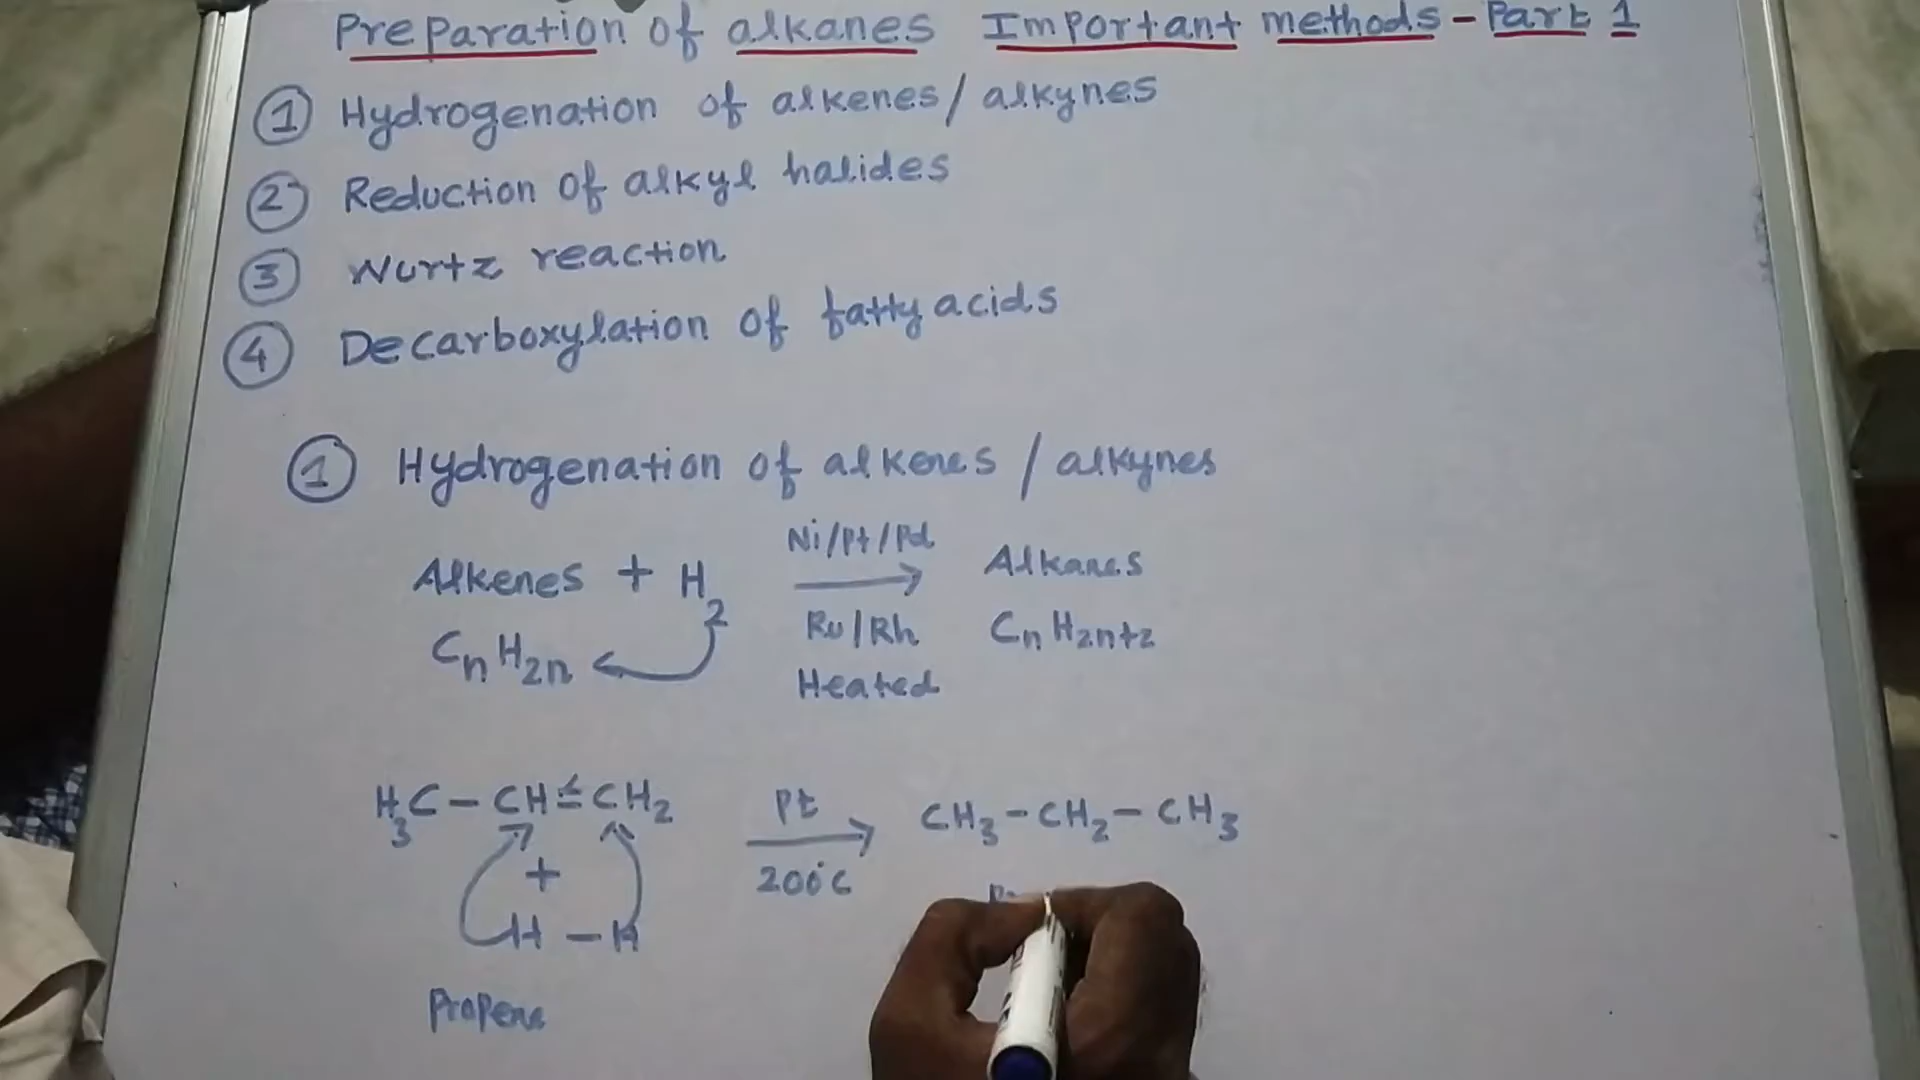 Preparation of alkanes Important methods - Part 1
① Hydrogenation of alkenes / alkynes
② Reduction of alkyl halides
③ Wurtz reaction
④ Decarboxylation of fatty acids
① Hydrogenation of alkenes / alkynes
Ni/Pt/Pd
Alkenes + H2 → Alkanes
Ru/Rh
CnH2n CnH2n+2
Heated
H3C - CH = CH2 Pt → CH3 - CH2 - CH3
+ 200°C
H - H
Propene